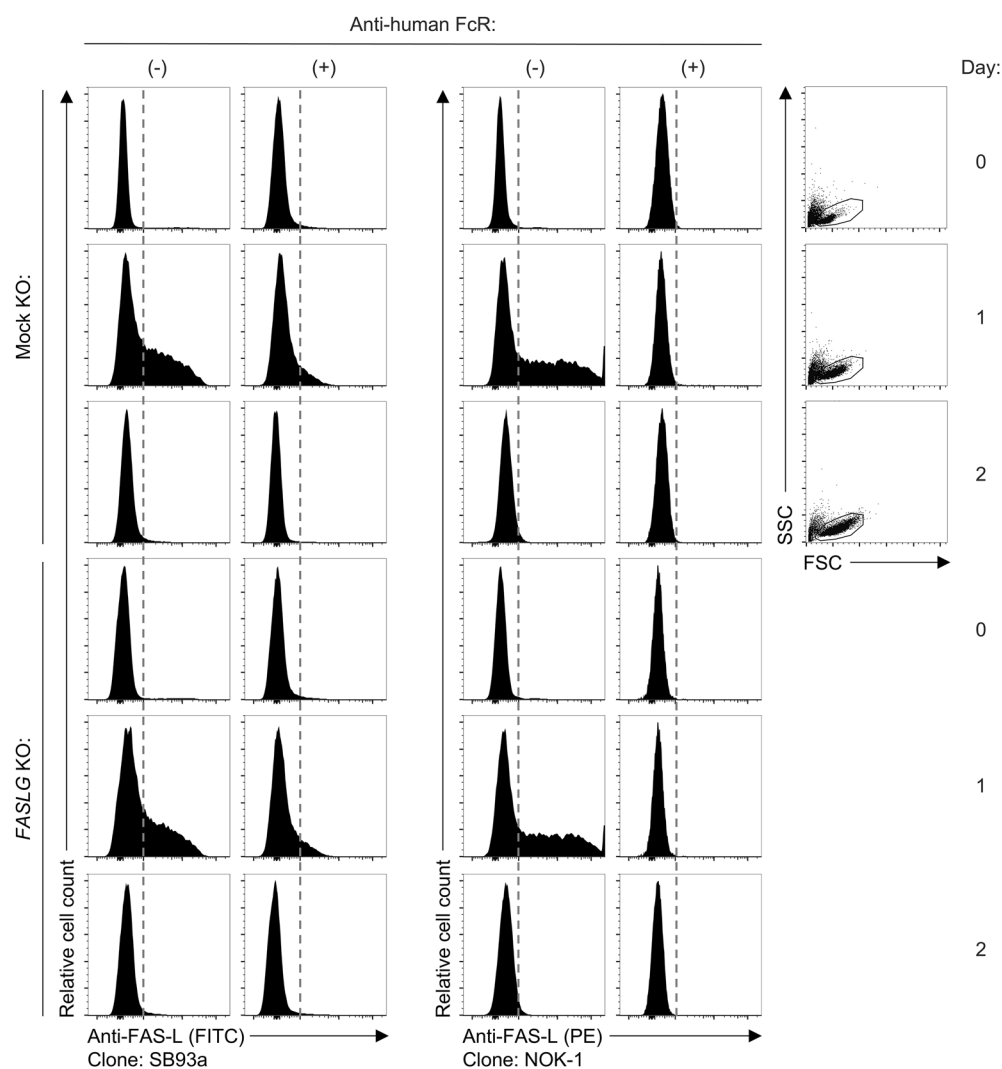 Anti-human FcR:
(-) (+) (-) (+) Day:
Mock KO:
0
1
2
SSC
FSC
FASLG KO:
0
1
2
Relative cell count
Relative cell count
Anti-FAS-L (FITC)
Clone: SB93a
Anti-FAS-L (PE)
Clone: NOK-1